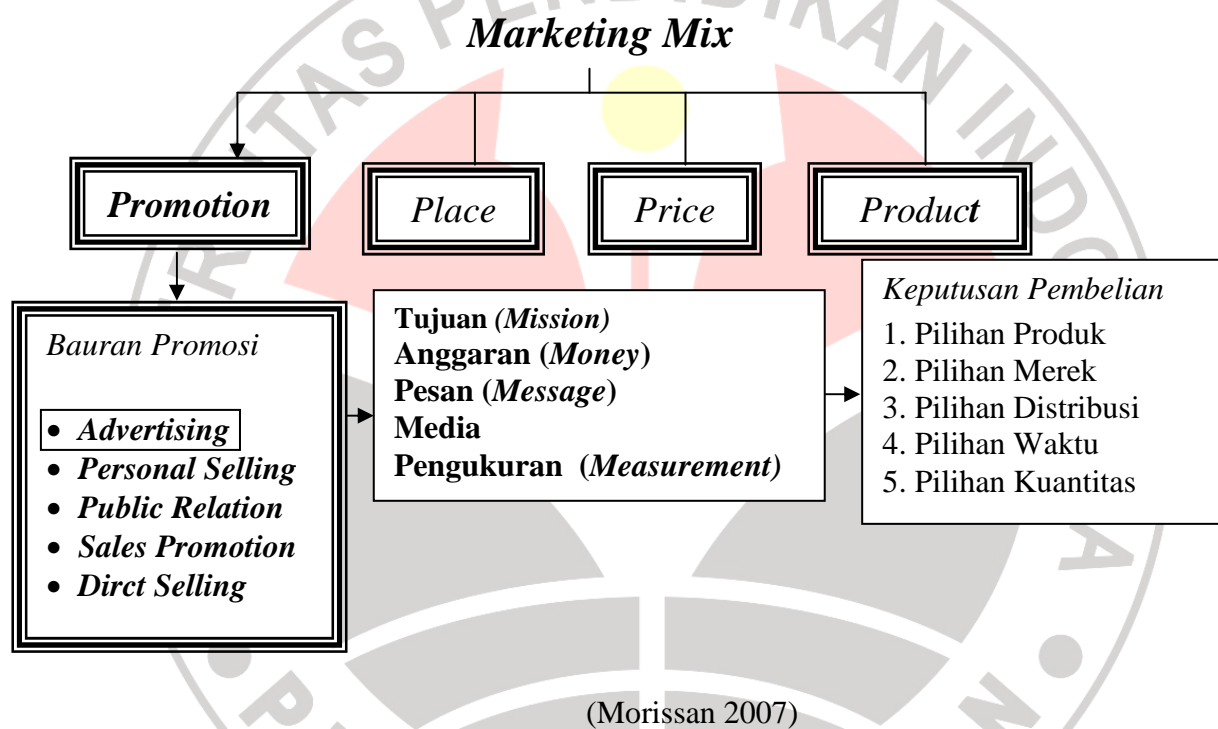 Marketing Mix
Promotion
Place
Price
Product
Bauran Promosi
• Advertising
• Personal Selling
• Public Relation
• Sales Promotion
• Dirct Selling
Tujuan (Mission)
Anggaran (Money)
Pesan (Message)
Media
Pengukuran (Measurement)
Keputusan Pembelian
1. Pilihan Produk
2. Pilihan Merek
3. Pilihan Distribusi
4. Pilihan Waktu
5. Pilihan Kuantitas
(Morissan 2007)